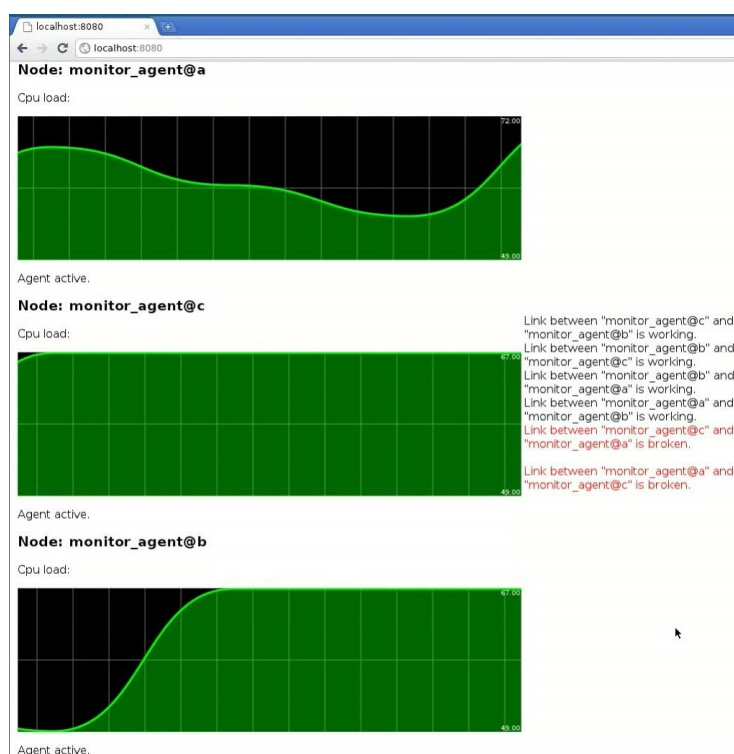 localhost:8080
localhost:8080
Node: monitor_agent@a
Cpu load:
72.00
49.00
Agent active.
Node: monitor_agent@c
Cpu load:
67.00
49.00
Agent active.
Link between "monitor_agent@c" and
"monitor_agent@b" is working.
Link between "monitor_agent@b" and
"monitor_agent@c" is working.
Link between "monitor_agent@b" and
"monitor_agent@a" is working.
Link between "monitor_agent@a" and
"monitor_agent@b" is working.
Link between "monitor_agent@c" and
"monitor_agent@a" is broken.
Link between "monitor_agent@a" and
"monitor_agent@c" is broken.
Node: monitor_agent@b
Cpu load:
67.00
49.00
Agent active.